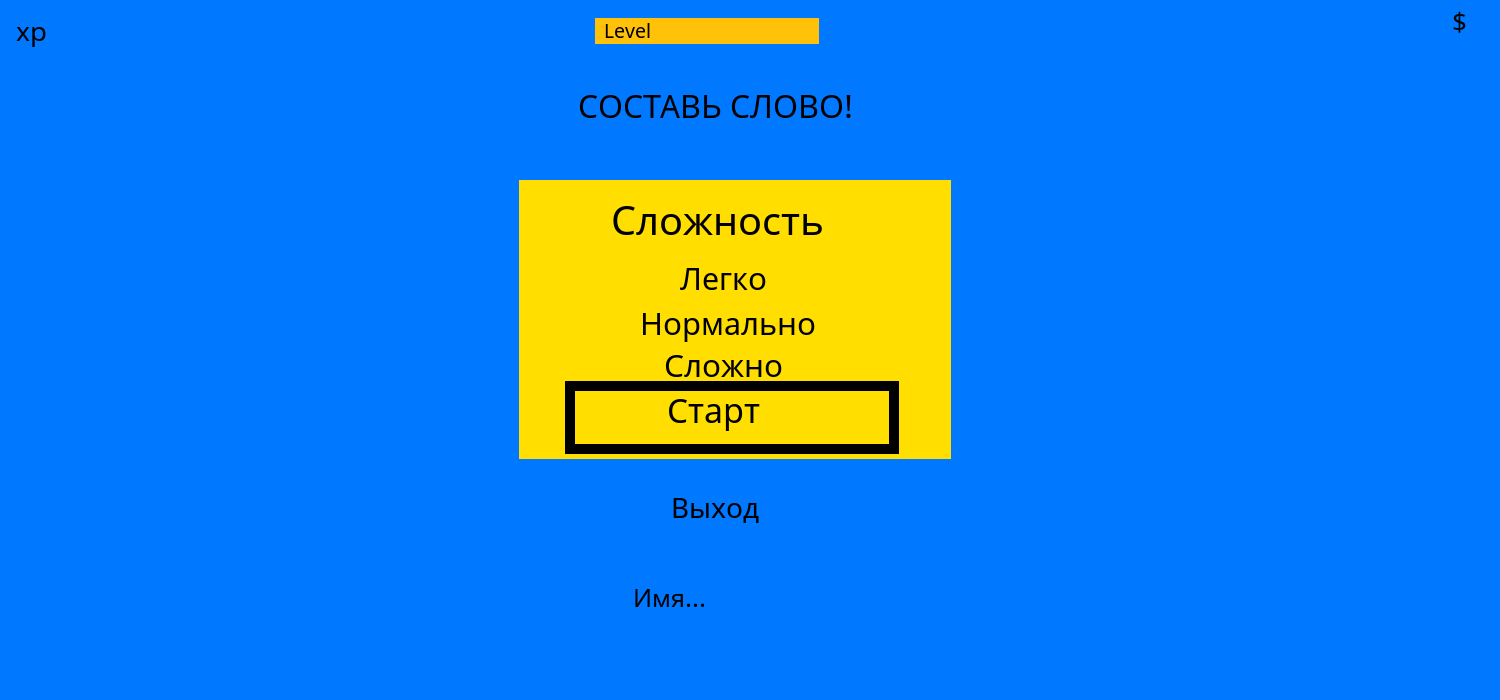 xp
Level
$
СОСТАВЬ СЛОВО!
Сложность
Легко
Нормально
Сложно
Старт
Выход
Имя...